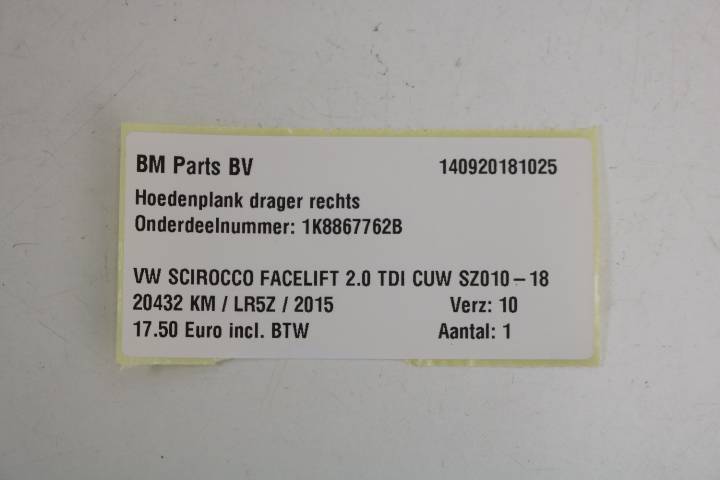 BM Parts BV 140920181025
Hoedenplank drager rechts
Onderdeelnummer: 1K8867762B
VW SCIROCCO FACELIFT 2.0 TDI CUW SZ010-18
20432 KM / LR5Z / 2015 Verz: 10
17.50 Euro incl. BTW Aantal: 1